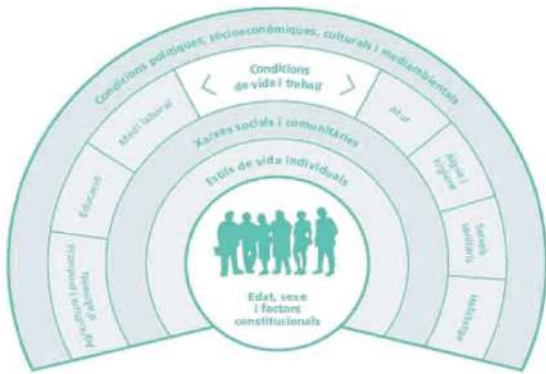 Condicions polítiques, socioeconòmiques, culturals i mediambientals
Condicions
de vida i treball
Agricultura i producció
d'aliments
Educació
Medi laboral
Atur
Aigua i
higiene
Serveis
sanitaris
Habitatge
Xarxes socials i comunitàries
Estils de vida individuals
Edat, sexe
i factors
constitucionals